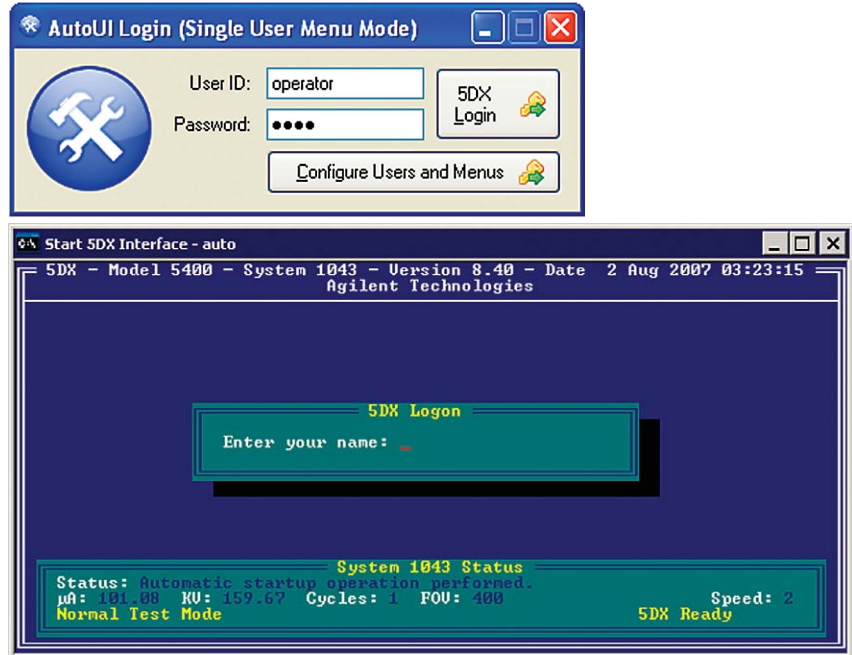 AutoUI Login (Single User Menu Mode)
User ID: operator
Password: ●●●●
5DX
Login
Configure Users and Menus
Start 5DX Interface - auto
5DX - Model 5400 - System 1043 - Version 8.40 - Date 2 Aug 2007 03:23:15
Agilent Technologies
5DX Logon
Enter your name: _
System 1043 Status
Status: Automatic startup operation performed.
µA: 101.08 KV: 159.67 Cycles: 1 FOV: 400 Speed: 2
Normal Test Mode 5DX Ready